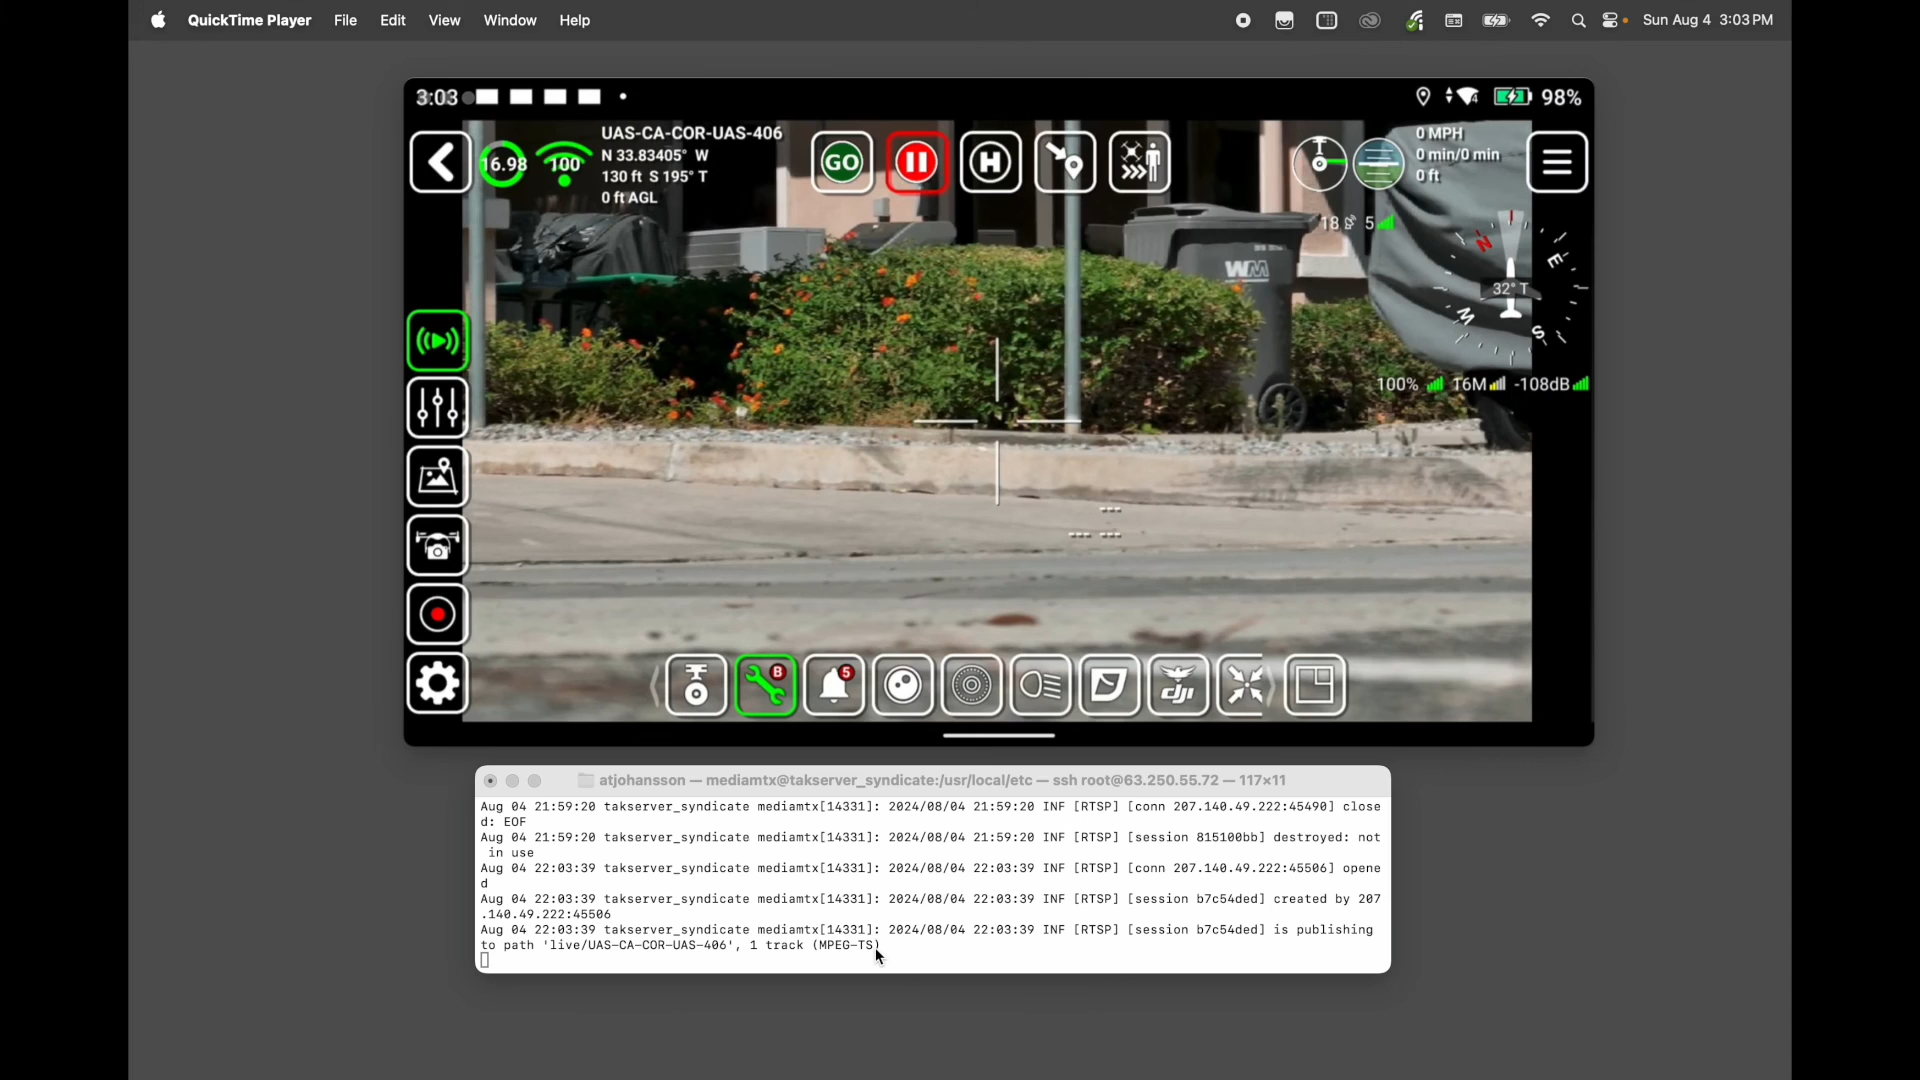 QuickTime Player File Edit View Window Help Sun Aug 4 3:03 PM
3:03 98%
16.98 100
UAS-CA-COR-UAS-406
N 33.83405° W
130 ft S 195° T
0 ft AGL
GO
H
0 MPH
0 min/0 min
0 ft
18 5
WM
N
E
32° T
W
S
100% 16M -108dB
--- 
--- ---
B 5 dji
atjohansson — mediamtx@takserver_syndicate:/usr/local/etc — ssh root@63.250.55.72 — 117×11
Aug 04 21:59:20 takserver_syndicate mediamtx[14331]: 2024/08/04 21:59:20 INF [RTSP] [conn 207.140.49.222:45490] close
d: EOF
Aug 04 21:59:20 takserver_syndicate mediamtx[14331]: 2024/08/04 21:59:20 INF [RTSP] [session 815100bb] destroyed: not
in use
Aug 04 22:03:39 takserver_syndicate mediamtx[14331]: 2024/08/04 22:03:39 INF [RTSP] [conn 207.140.49.222:45506] opene
d
Aug 04 22:03:39 takserver_syndicate mediamtx[14331]: 2024/08/04 22:03:39 INF [RTSP] [session b7c54ded] created by 207
.140.49.222:45506
Aug 04 22:03:39 takserver_syndicate mediamtx[14331]: 2024/08/04 22:03:39 INF [RTSP] [session b7c54ded] is publishing
to path 'live/UAS-CA-COR-UAS-406', 1 track (MPEG-TS)